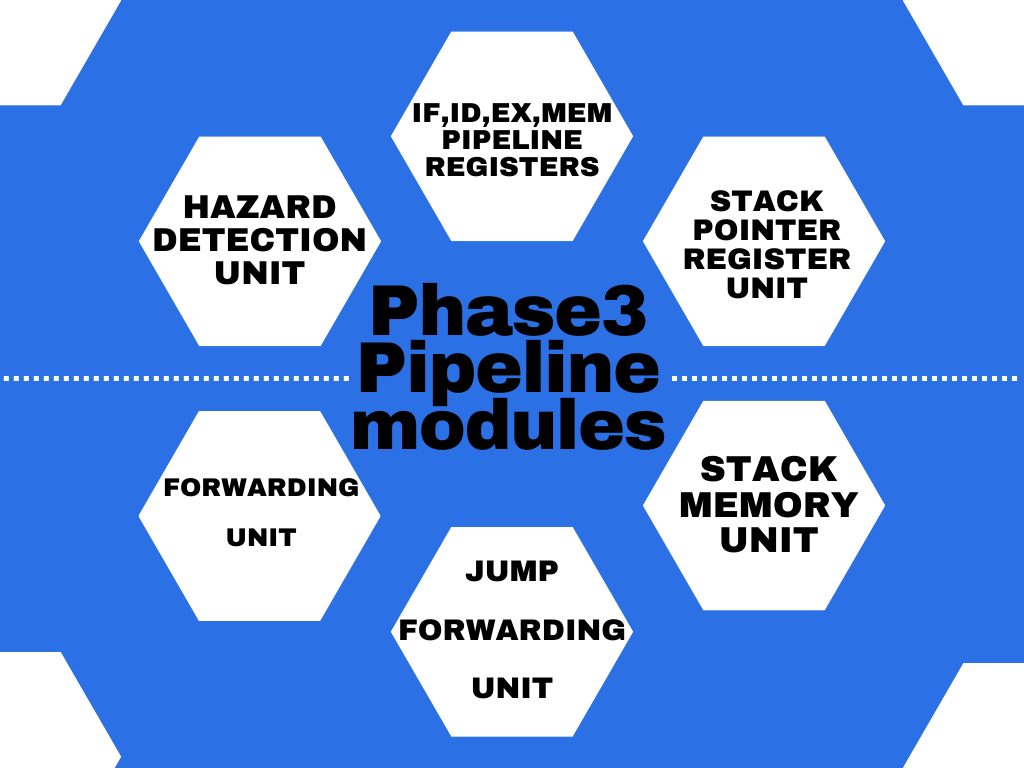 IF,ID,EX,MEM
PIPELINE
REGISTERS
HAZARD
DETECTION
UNIT
STACK
POINTER
REGISTER
UNIT
Phase3
Pipeline
modules
FORWARDING
UNIT
STACK
MEMORY
UNIT
JUMP
FORWARDING
UNIT